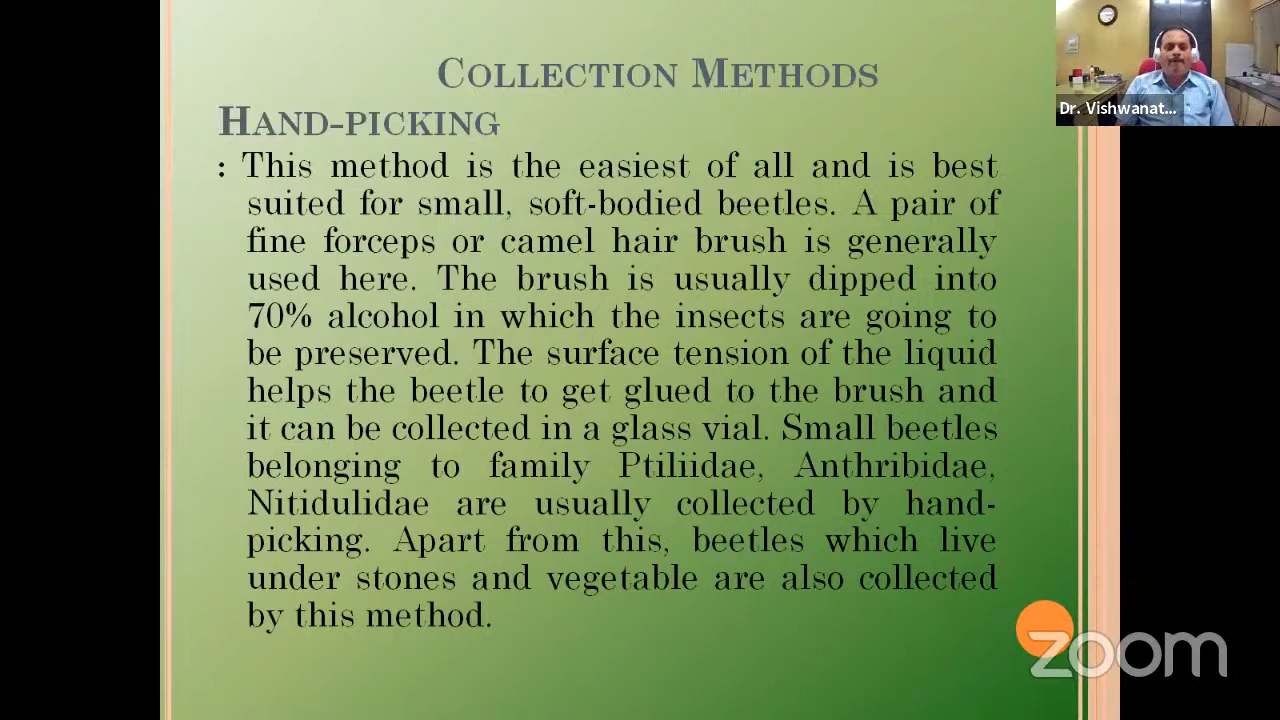 COLLECTION METHODS
HAND-PICKING
: This method is the easiest of all and is best
suited for small, soft-bodied beetles. A pair of
fine forceps or camel hair brush is generally
used here. The brush is usually dipped into
70% alcohol in which the insects are going to
be preserved. The surface tension of the liquid
helps the beetle to get glued to the brush and
it can be collected in a glass vial. Small beetles
belonging to family Ptiliidae, Anthribidae,
Nitidulidae are usually collected by hand-
picking. Apart from this, beetles which live
under stones and vegetable are also collected
by this method.
Dr. Vishwanat...
zoom